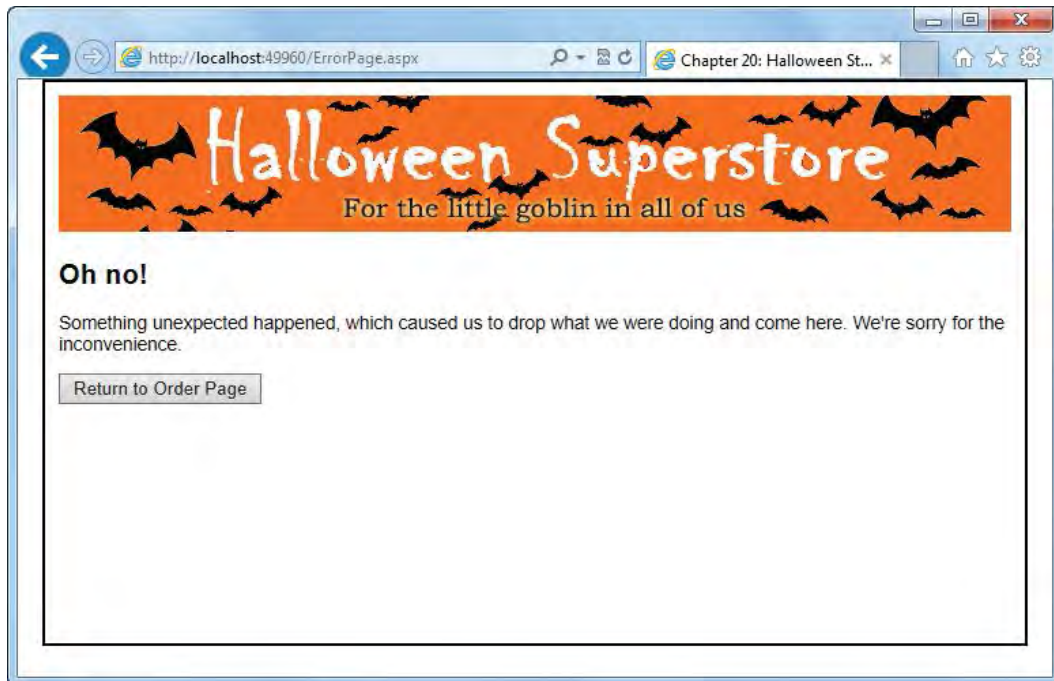 http://localhost:49960/ErrorPage.aspx
Chapter 20: Halloween St...
Halloween Superstore
For the little goblin in all of us
Oh no!
Something unexpected happened, which caused us to drop what we were doing and come here. We're sorry for the
inconvenience.
Return to Order Page